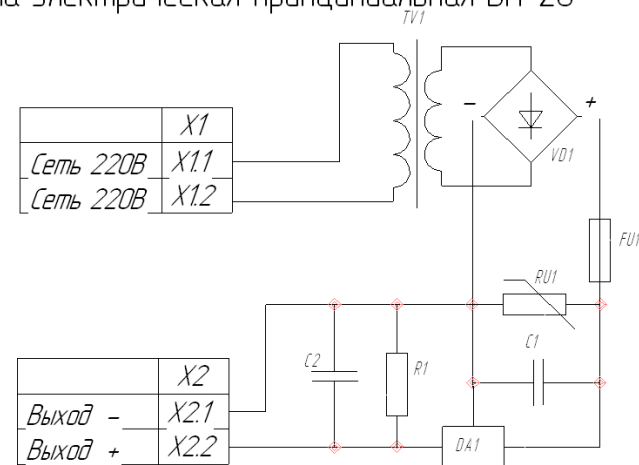 электрическая принципиальная БП-28
TV1
X1
Сеть 220В X1.1
Сеть 220В X1.2
- +
VD1
FU1
RU1
C1
C2
R1
X2
Выход - X2.1
Выход + X2.2
DA1